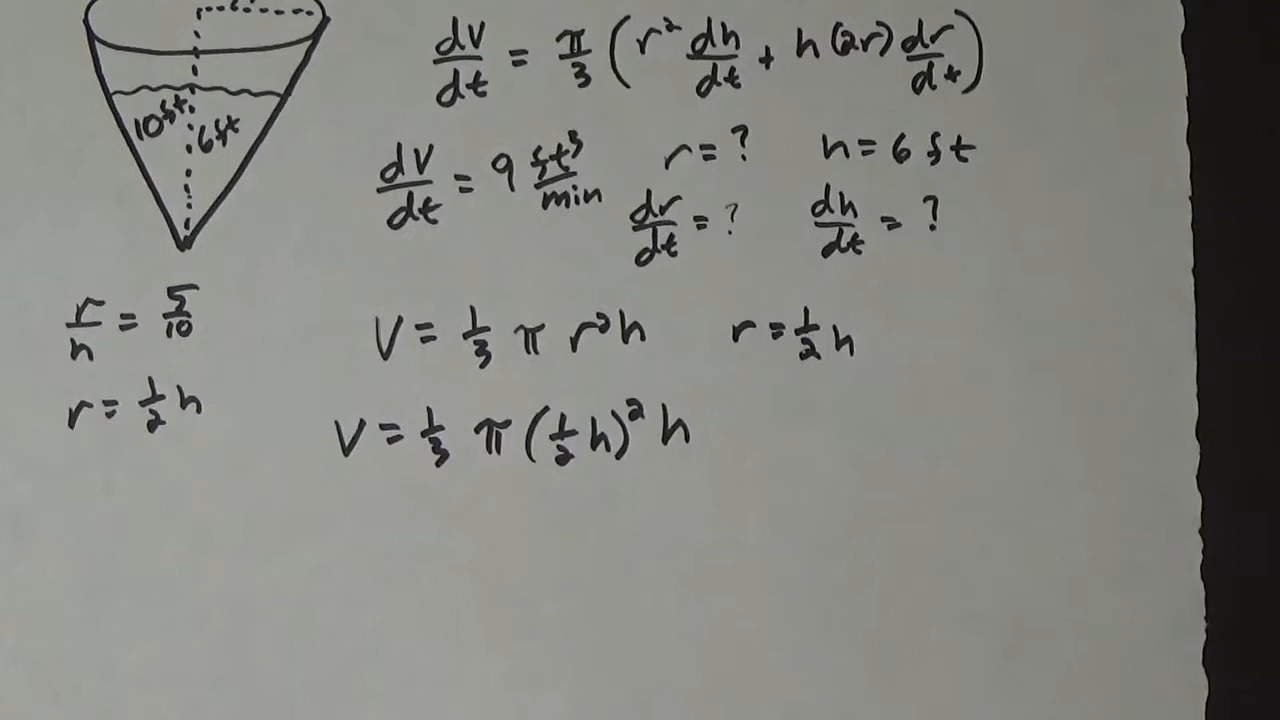 dV/dt = π/3 (r² dh/dt + h(2r) dr/dt)
10ft
6ft
dV/dt = 9 ft³/min r = ? h = 6 ft
dr/dt = ? dh/dt = ?
r/h = 5/10
V = 1/3 π r²h r = 1/2 h
r = 1/2 h
V = 1/3 π (1/2 h)² h